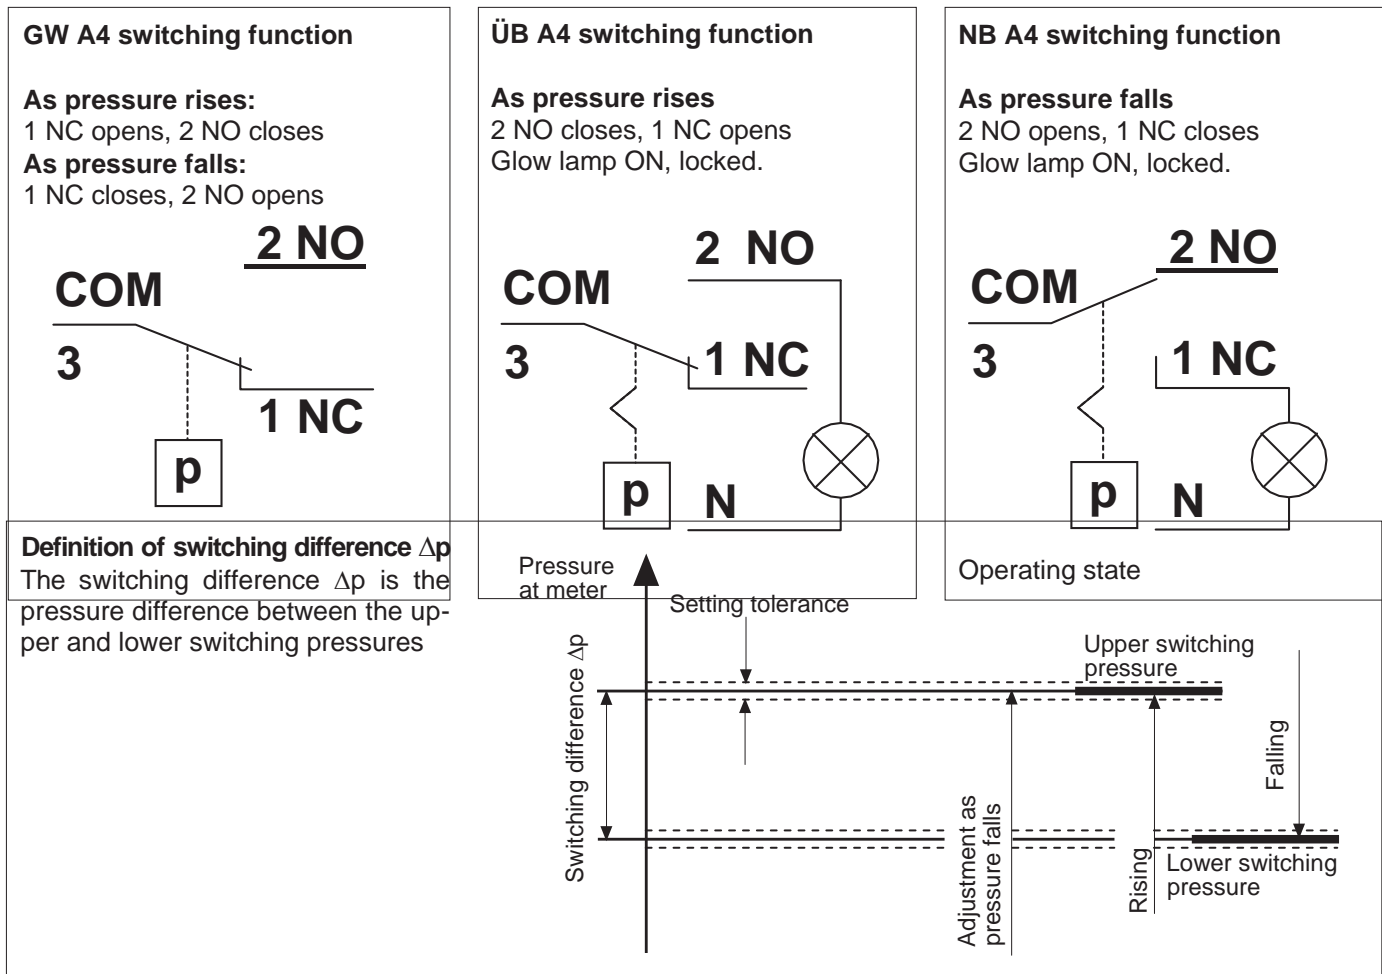 GW A4 switching function
As pressure rises:
1 NC opens, 2 NO closes
As pressure falls:
1 NC closes, 2 NO opens
2 NO
COM
3
1 NC
p
ÜB A4 switching function
As pressure rises
2 NO closes, 1 NC opens
Glow lamp ON, locked.
2 NO
COM
3
1 NC
p
N
NB A4 switching function
As pressure falls
2 NO opens, 1 NC closes
Glow lamp ON, locked.
2 NO
COM
3
1 NC
p
N
Operating state
Definition of switching difference Δp
The switching difference Δp is the
pressure difference between the up-
per and lower switching pressures
Pressure
at meter
Setting tolerance
Switching difference Δp
Upper switching
pressure
Adjustment as
pressure falls
Rising
Falling
Lower switching
pressure